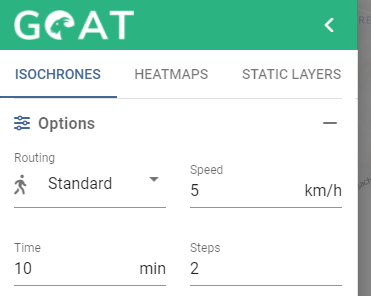 GOAT
ISOCHRONES HEATMAPS STATIC LAYERS
Options
Routing Speed
Standard 5 km/h
Time Steps
10 min 2